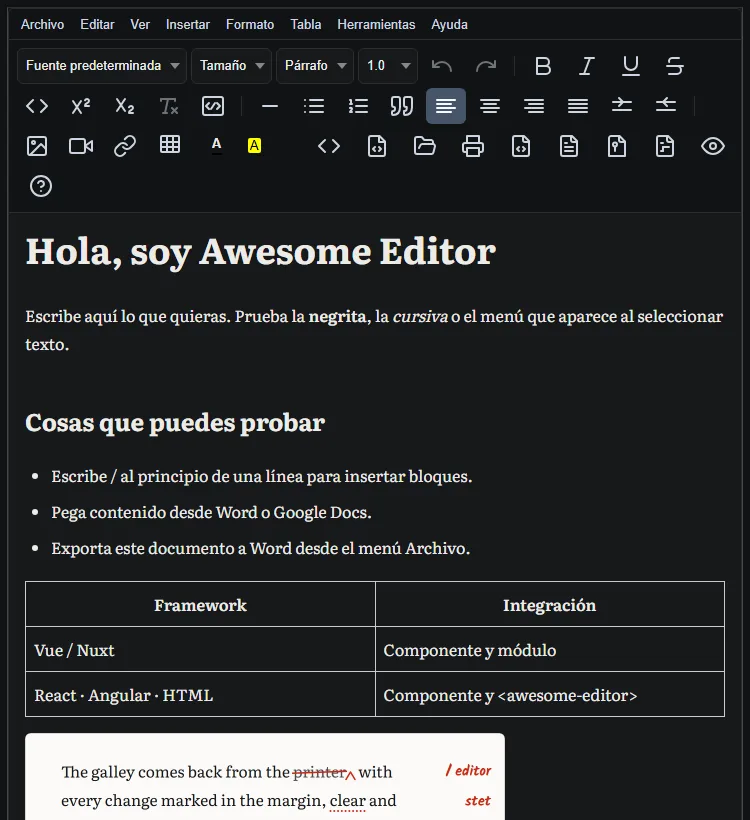 Archivo Editar Ver Insertar Formato Tabla Herramientas Ayuda
Fuente predeterminada Tamaño Párrafo 1.0 B I U S
X² X₂ Tx
A A
Hola, soy Awesome Editor
Escribe aquí lo que quieras. Prueba la negrita, la cursiva o el menú que aparece al seleccionar
texto.
Cosas que puedes probar
• Escribe / al principio de una línea para insertar bloques.
• Pega contenido desde Word o Google Docs.
• Exporta este documento a Word desde el menú Archivo.
Framework Integración
Vue / Nuxt Componente y módulo
React · Angular · HTML Componente y <awesome-editor>
The galley comes back from the printer with / editor
every change marked in the margin, clear and stet